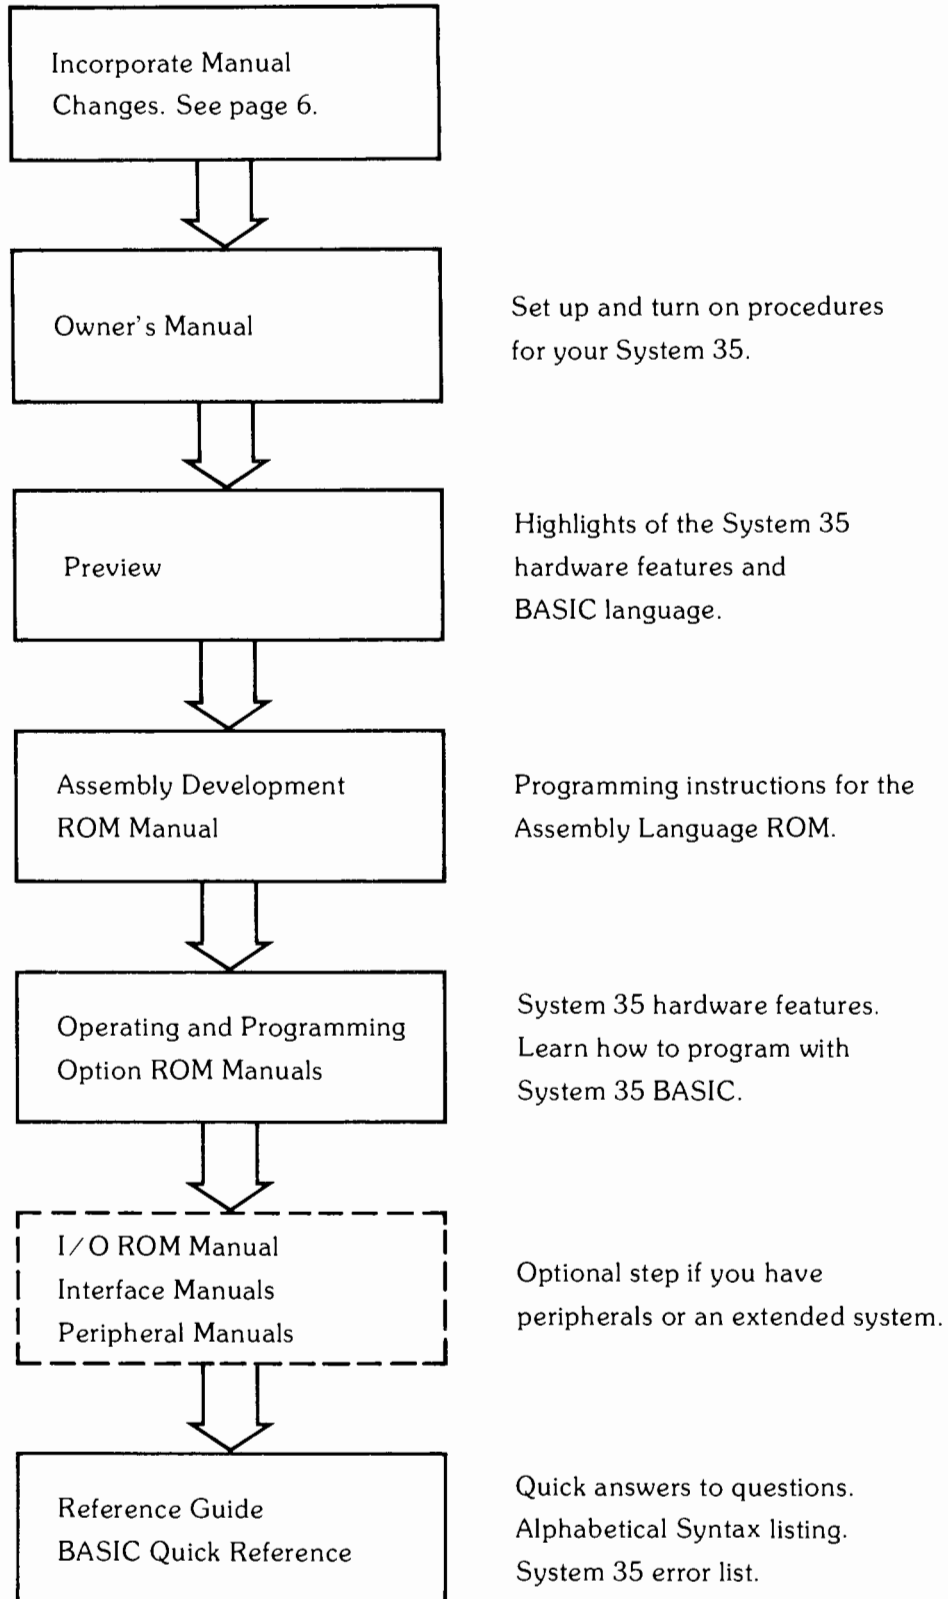 Incorporate Manual
Changes. See page 6.
Owner's Manual
Set up and turn on procedures
for your System 35.
Preview
Highlights of the System 35
hardware features and
BASIC language.
Assembly Development
ROM Manual
Programming instructions for the
Assembly Language ROM.
Operating and Programming
Option ROM Manuals
System 35 hardware features.
Learn how to program with
System 35 BASIC.
I/O ROM Manual
Interface Manuals
Peripheral Manuals
Optional step if you have
peripherals or an extended system.
Reference Guide
BASIC Quick Reference
Quick answers to questions.
Alphabetical Syntax listing.
System 35 error list.